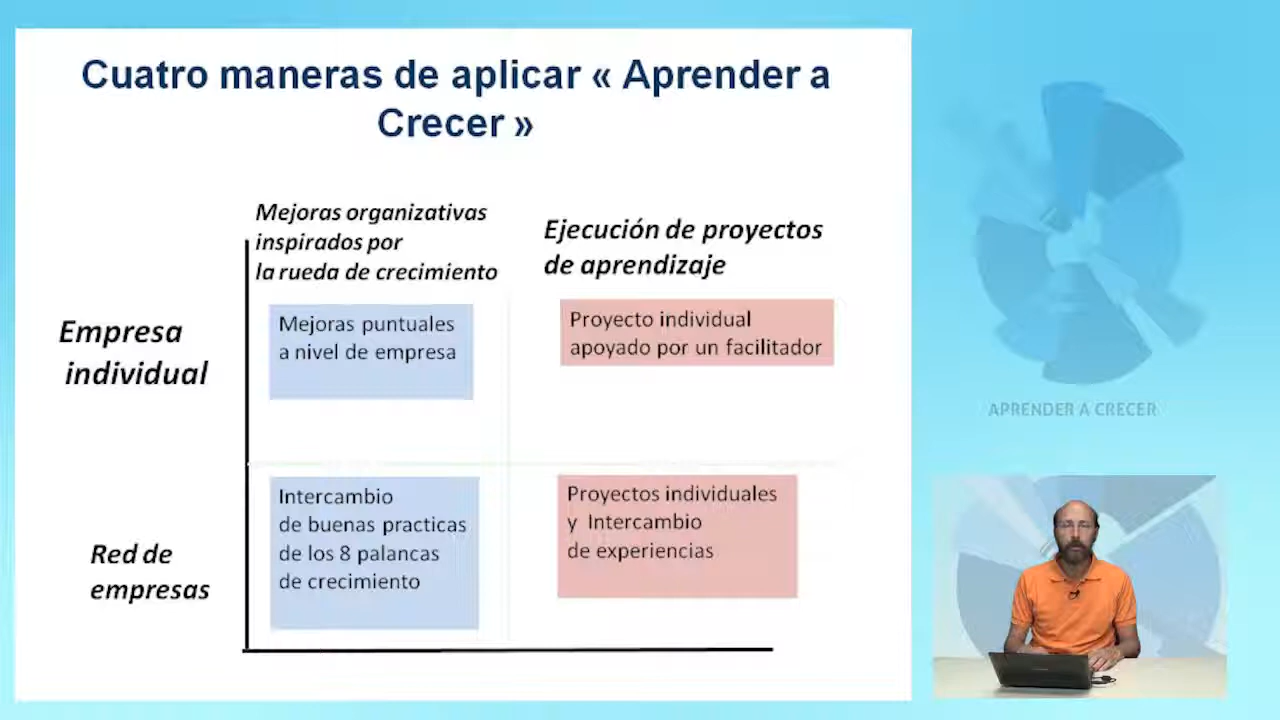 Cuatro maneras de aplicar « Aprender a
Crecer »
Mejoras organizativas
inspirados por
la rueda de crecimiento
Ejecución de proyectos
de aprendizaje
Empresa
individual
Mejoras puntuales
a nivel de empresa
Proyecto individual
apoyado por un facilitador
Red de
empresas
Intercambio
de buenas practicas
de los 8 palancas
de crecimiento
Proyectos individuales
y Intercambio
de experiencias
APRENDER A CRECER